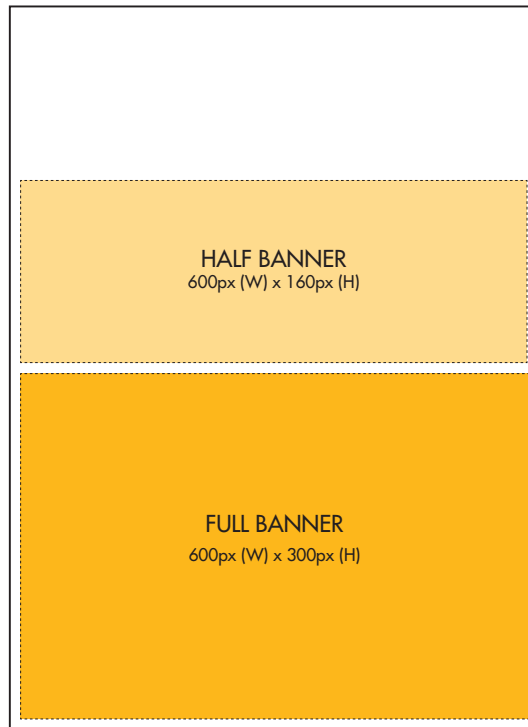 HALF BANNER
600px (W) x 160px (H)
FULL BANNER
600px (W) x 300px (H)